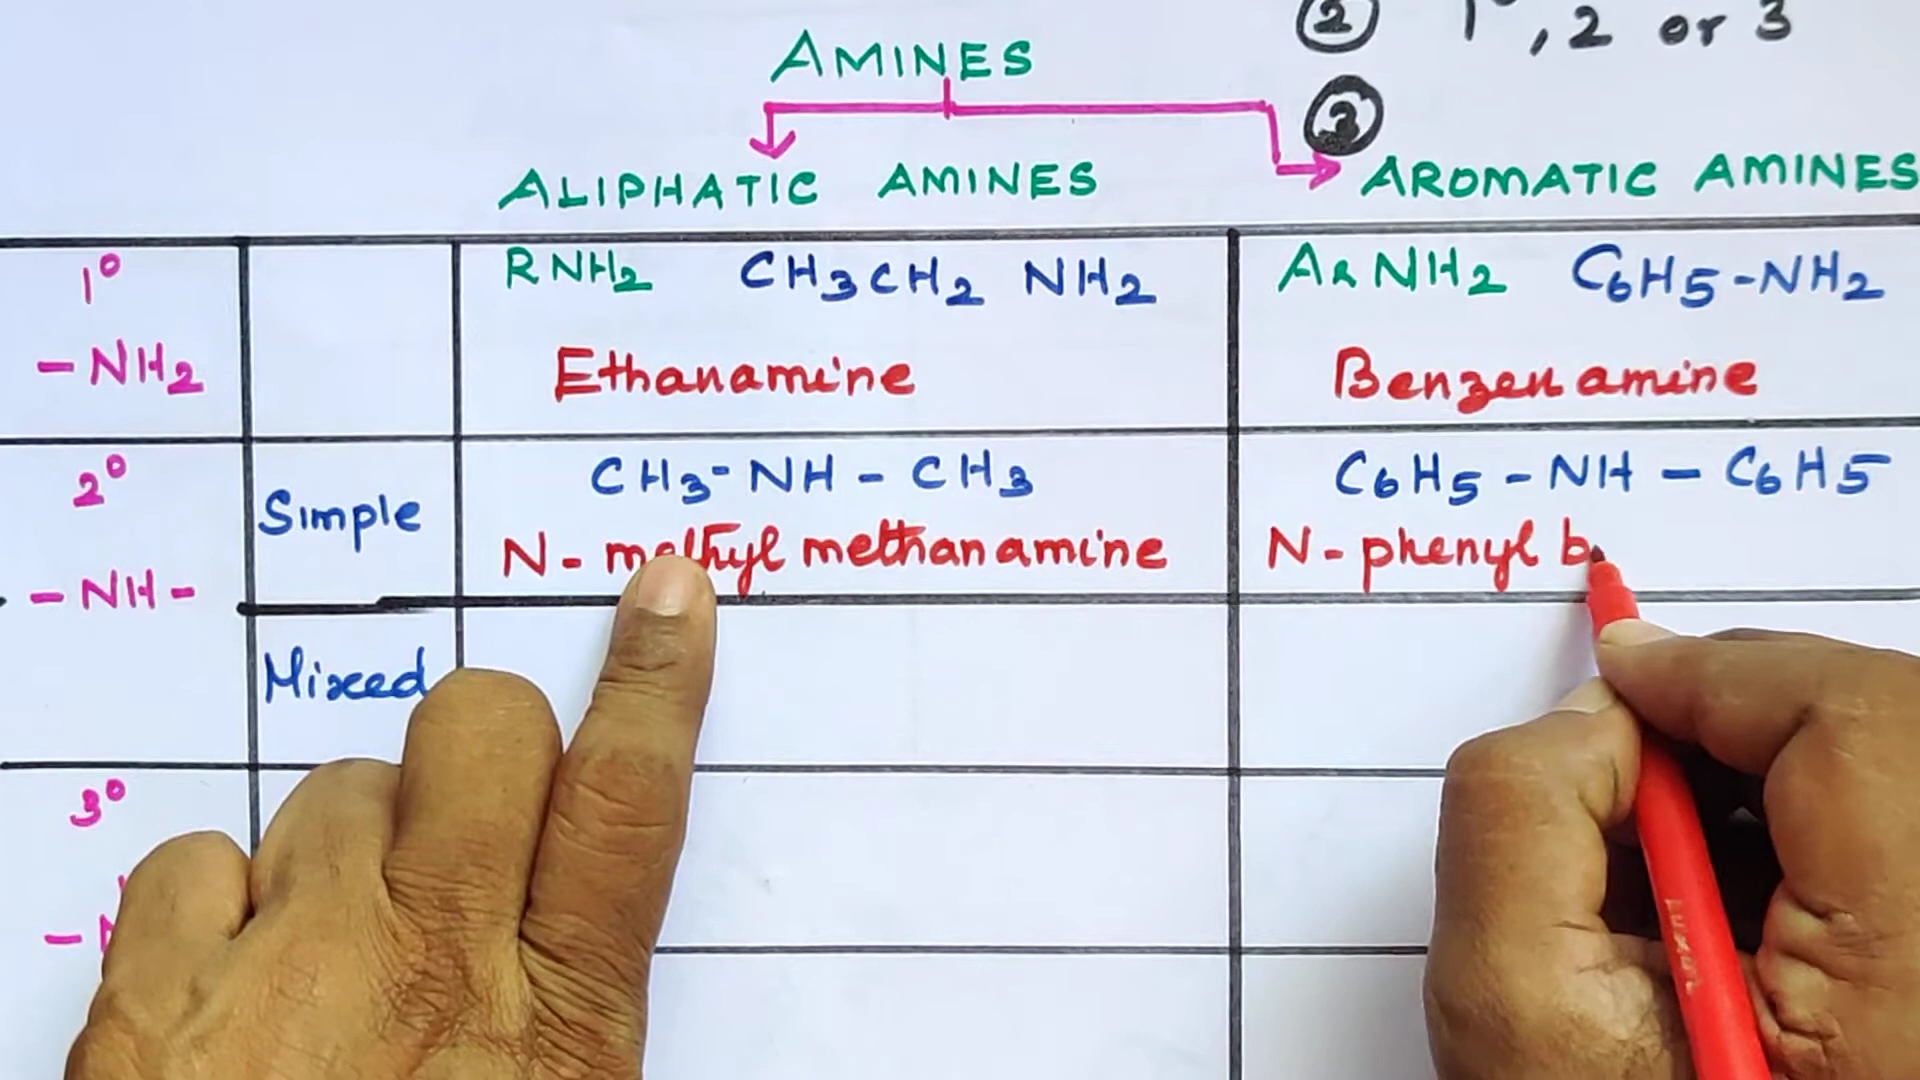 ② 1°, 2 or 3
AMINES
③
ALIPHATIC AMINES
AROMATIC AMINES
1°
-NH2
RNH2 CH3CH2 NH2
Ethanamine
ArNH2 C6H5-NH2
Benzenamine
2°
-NH-
Simple
CH3-NH-CH3
N-methyl methanamine
C6H5-NH-C6H5
N-phenyl b
Mixed
3°